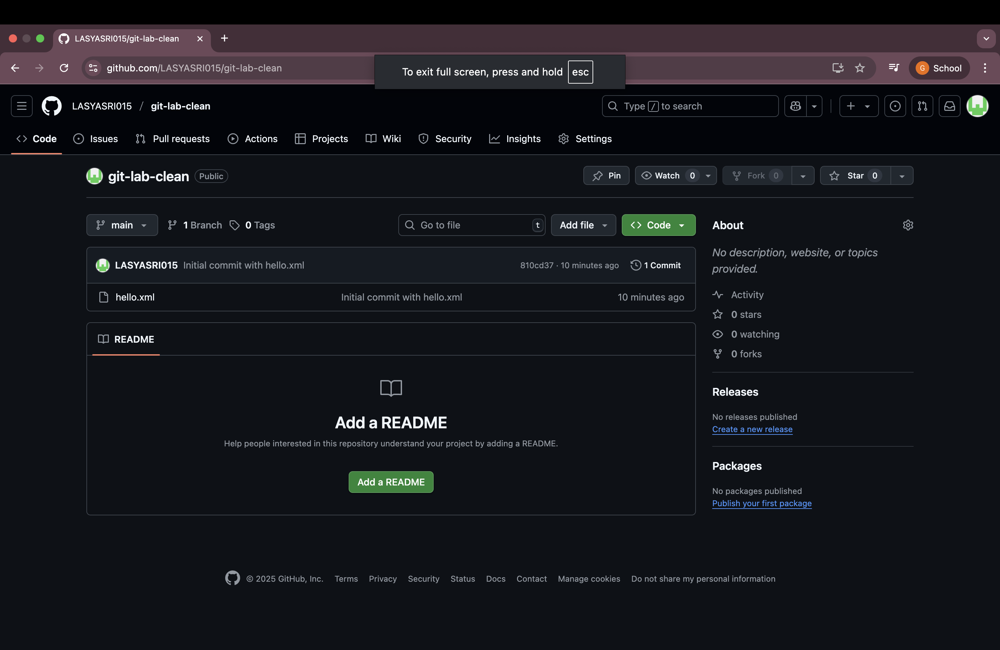 LASYASRI015/git-lab-clean
github.com/LASYASRI015/git-lab-clean
To exit full screen, press and hold esc
G School
LASYASRI015 / git-lab-clean
Type / to search
Code Issues Pull requests Actions Projects Wiki Security Insights Settings
git-lab-clean Public
Pin Watch 0 Fork 0 Star 0
main 1 Branch 0 Tags
Go to file t Add file Code
About
No description, website, or topics
provided.
LASYASRI015 Initial commit with hello.xml 810cd37 · 10 minutes ago 1 Commit
hello.xml Initial commit with hello.xml 10 minutes ago
Activity
0 stars
0 watching
0 forks
README
Add a README
Help people interested in this repository understand your project by adding a README.
Add a README
Releases
No releases published
Create a new release
Packages
No packages published
Publish your first package
© 2025 GitHub, Inc. Terms Privacy Security Status Docs Contact Manage cookies Do not share my personal information